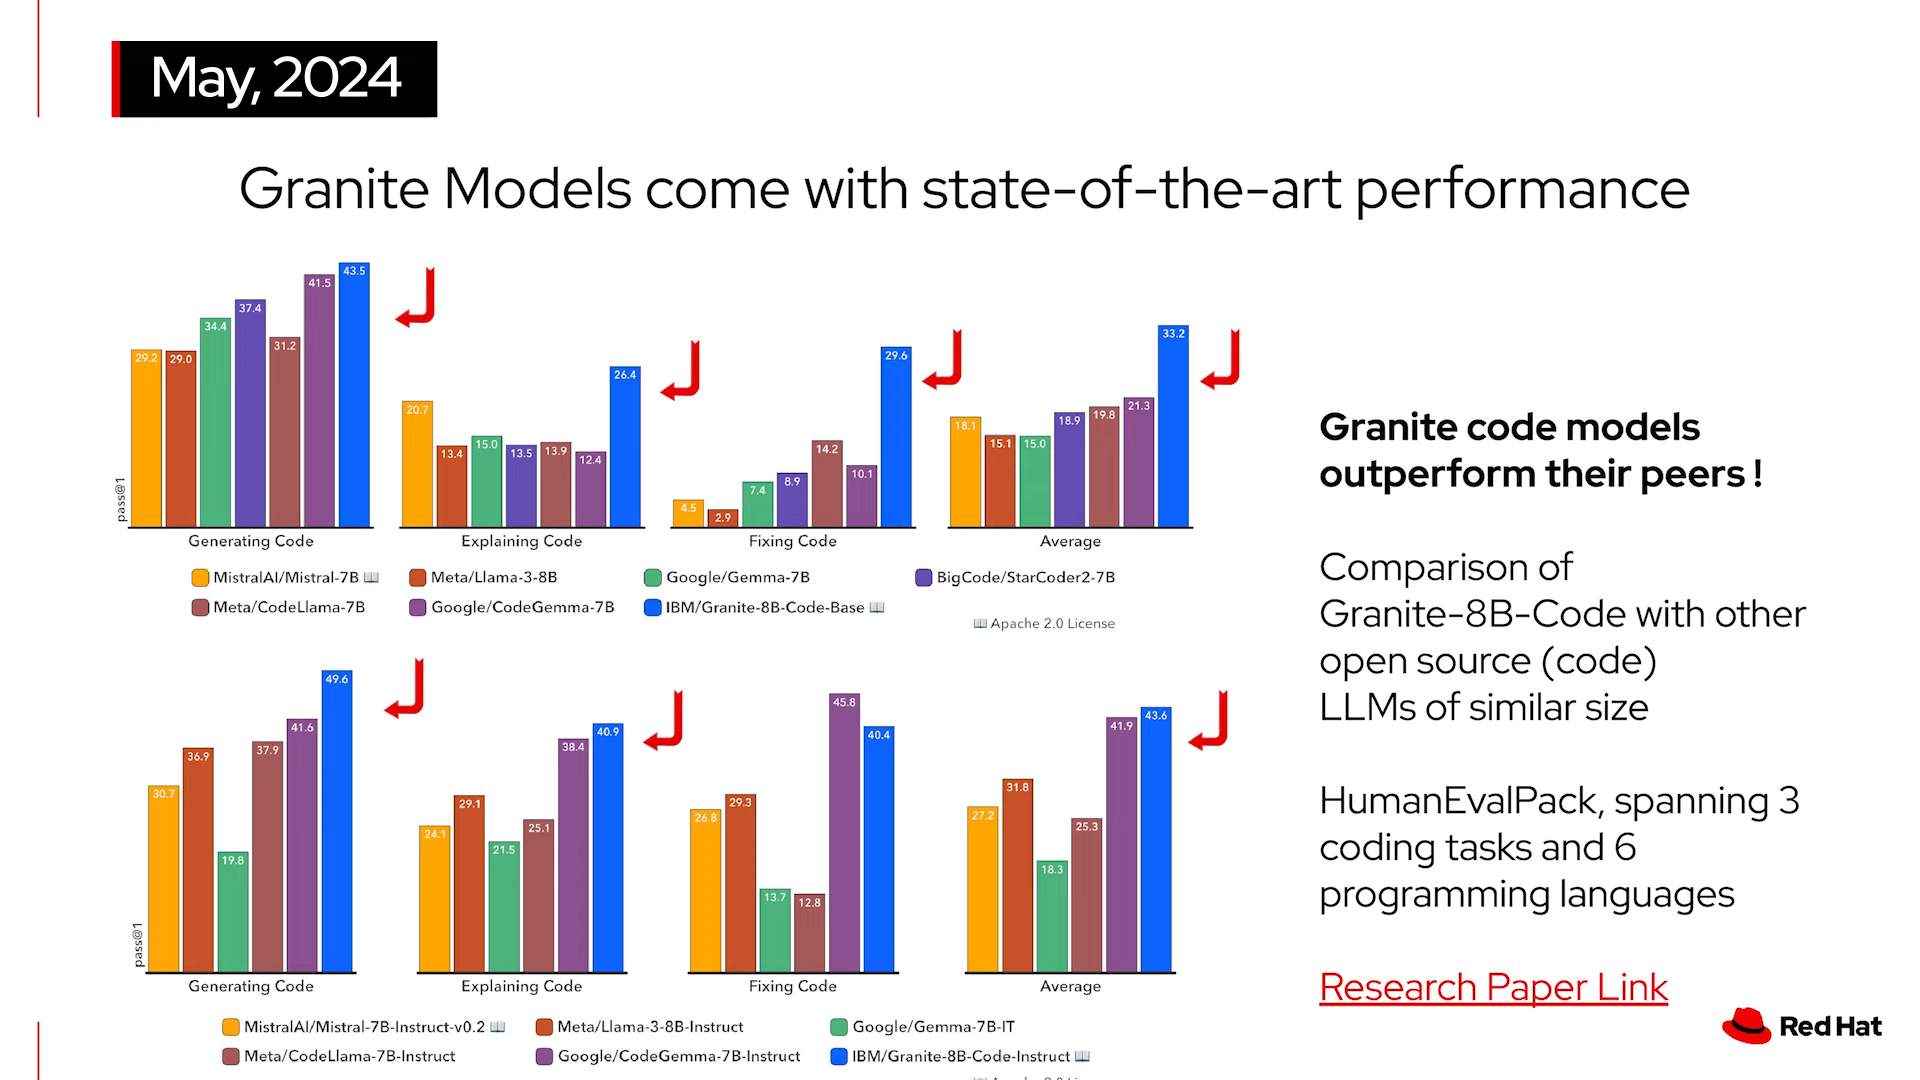 May, 2024
Granite Models come with state-of-the-art performance
pass@1
29.2
29.0
34.4
37.4
31.2
41.5
43.5
Generating Code
20.7
13.4
15.0
13.5
13.9
12.4
26.4
Explaining Code
4.5
2.9
7.4
8.9
14.2
10.1
29.6
Fixing Code
18.1
15.1
15.0
18.9
19.8
21.3
33.2
Average
MistralAI/Mistral-7B
Meta/Llama-3-8B
Google/Gemma-7B
BigCode/StarCoder2-7B
Meta/CodeLlama-7B
Google/CodeGemma-7B
IBM/Granite-8B-Code-Base
Apache 2.0 License
pass@1
30.7
36.9
19.8
37.9
41.6
49.6
Generating Code
24.1
29.1
21.5
25.1
38.4
40.9
Explaining Code
26.8
29.3
13.7
12.8
45.8
40.4
Fixing Code
27.2
31.8
18.3
25.3
41.9
43.6
Average
MistralAI/Mistral-7B-Instruct-v0.2
Meta/Llama-3-8B-Instruct
Google/Gemma-7B-IT
Meta/CodeLlama-7B-Instruct
Google/CodeGemma-7B-Instruct
IBM/Granite-8B-Code-Instruct
Granite code models
outperform their peers !
Comparison of
Granite-8B-Code with other
open source (code)
LLMs of similar size
HumanEvalPack, spanning 3
coding tasks and 6
programming languages
Research Paper Link
Red Hat